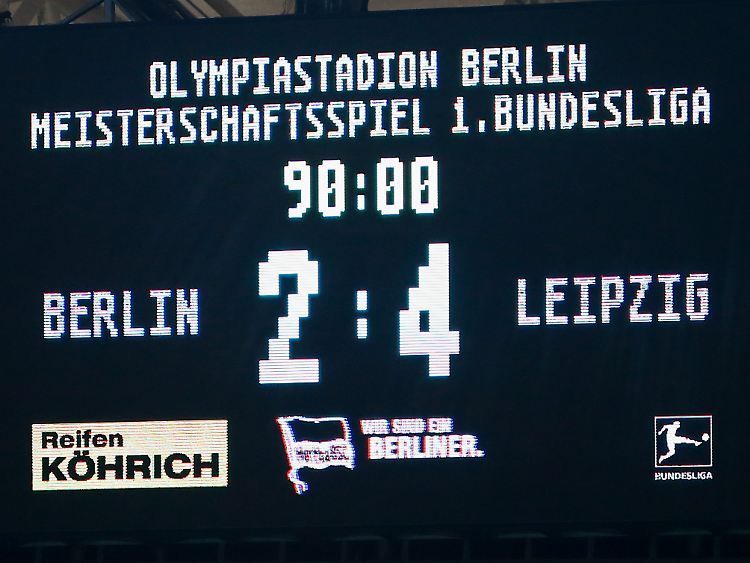 OLYMPIASTADION BERLIN
MEISTERSCHAFTSSPIEL 1.BUNDESLIGA
90:00
BERLIN 2:4 LEIPZIG
Reifen
KÖHRICH
WIR SIND EIN
BERLINER.
BUNDESLIGA